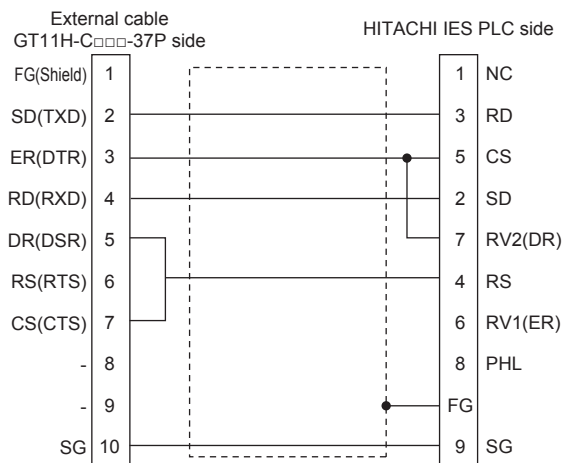 External cable
GT11H-C□□□-37P side
HITACHI IES PLC side
FG(Shield) 1 1 NC
SD(TXD) 2 3 RD
ER(DTR) 3 5 CS
RD(RXD) 4 2 SD
DR(DSR) 5 7 RV2(DR)
RS(RTS) 6 4 RS
CS(CTS) 7 6 RV1(ER)
- 8 8 PHL
- 9 FG
SG 10 9 SG